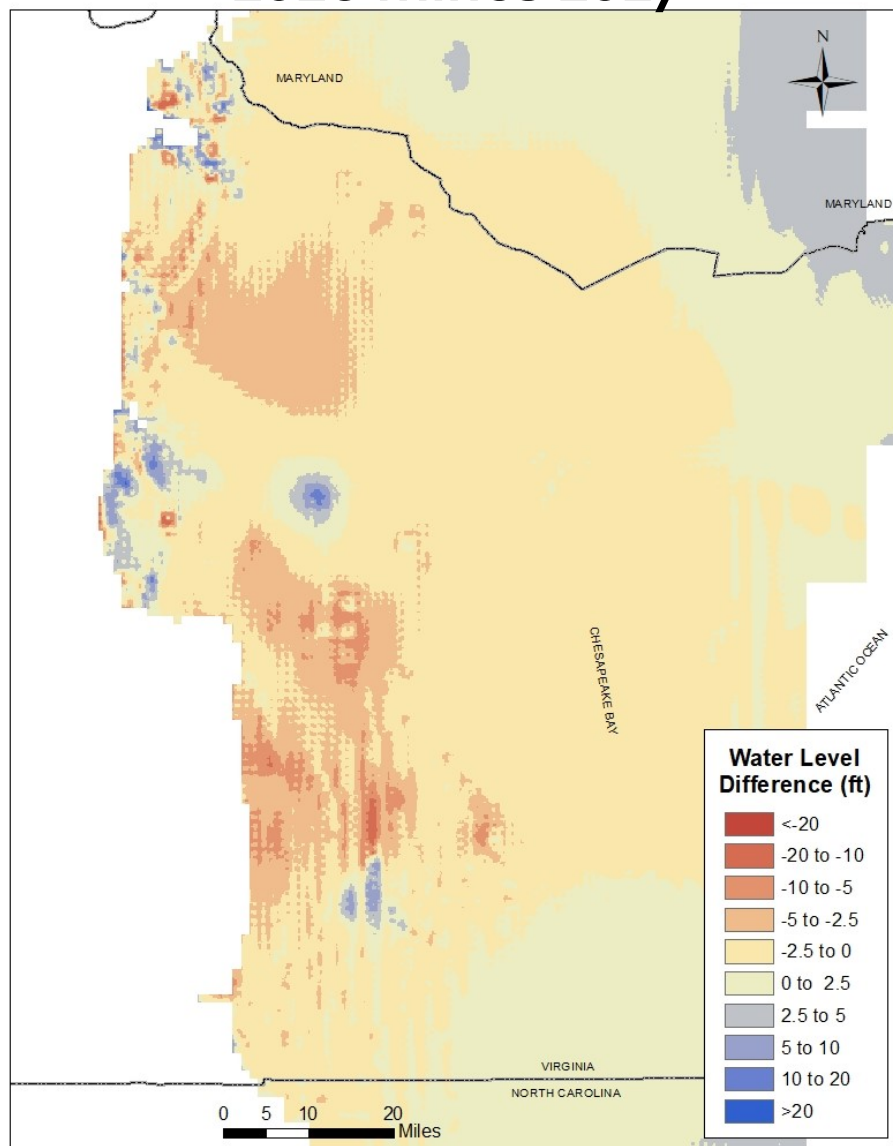 N
MARYLAND
MARYLAND
CHESAPEAKE BAY
ATLANTIC OCEAN
Water Level
Difference (ft)
<-20
-20 to -10
-10 to -5
-5 to -2.5
-2.5 to 0
0 to 2.5
2.5 to 5
5 to 10
10 to 20
>20
VIRGINIA
NORTH CAROLINA
0 5 10 20
Miles